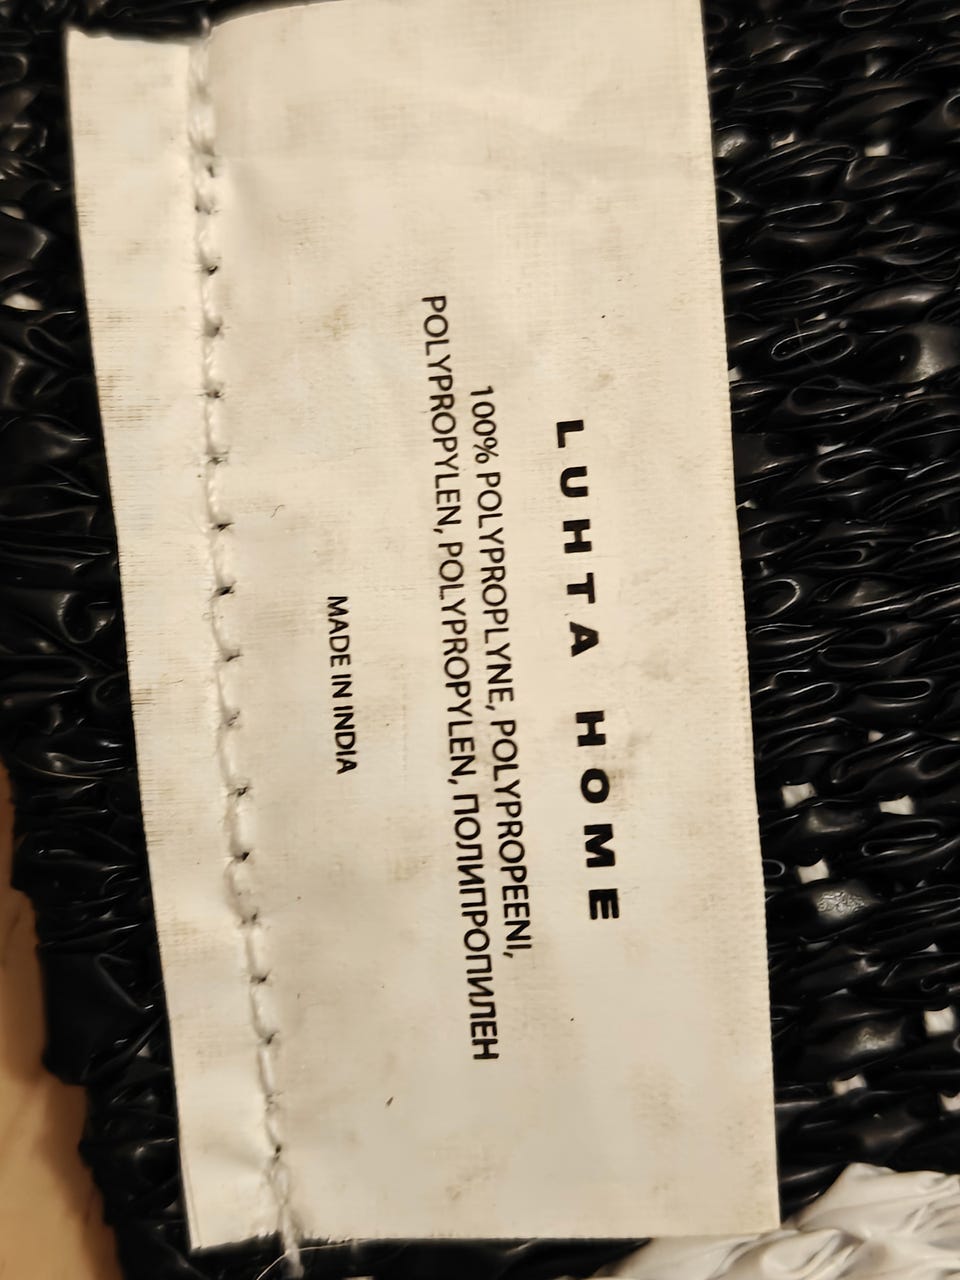 LUHTA HOME
100% POLYPROPLYNE, POLYPROPEENI,
POLYPROPYLEN, POLYPROPYLEN, ПОЛИПРОПИЛЕН
MADE IN INDIA